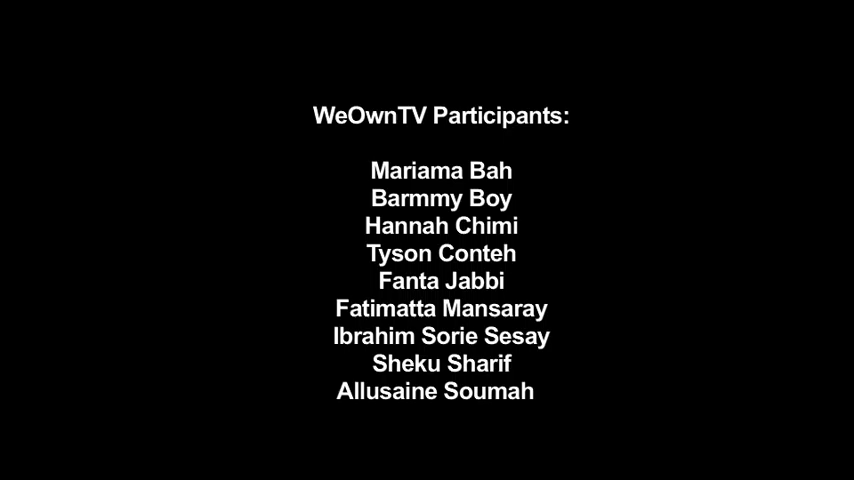 WeOwnTV Participants:
Mariama Bah
Barmmy Boy
Hannah Chimi
Tyson Conteh
Fanta Jabbi
Fatimatta Mansaray
Ibrahim Sorie Sesay
Sheku Sharif
Allusaine Soumah